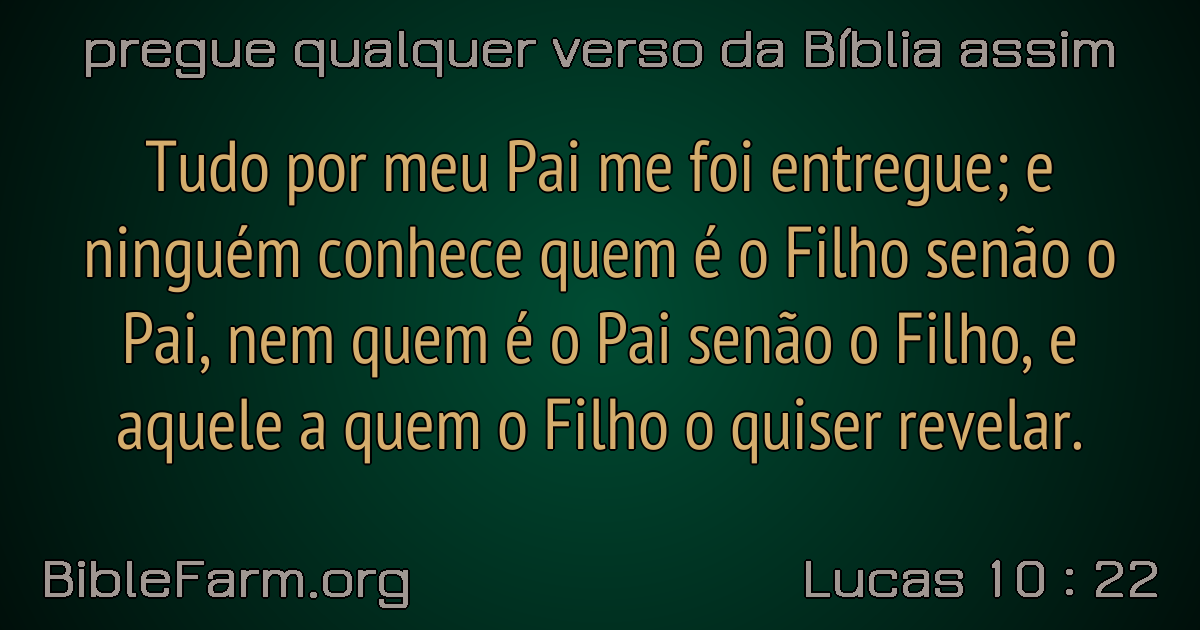 pregue qualquer verso da Bíblia assim
Tudo por meu Pai me foi entregue; e
ninguém conhece quem é o Filho senão o
Pai, nem quem é o Pai senão o Filho, e
aquele a quem o Filho o quiser revelar.
BibleFarm.org
Lucas 10 : 22